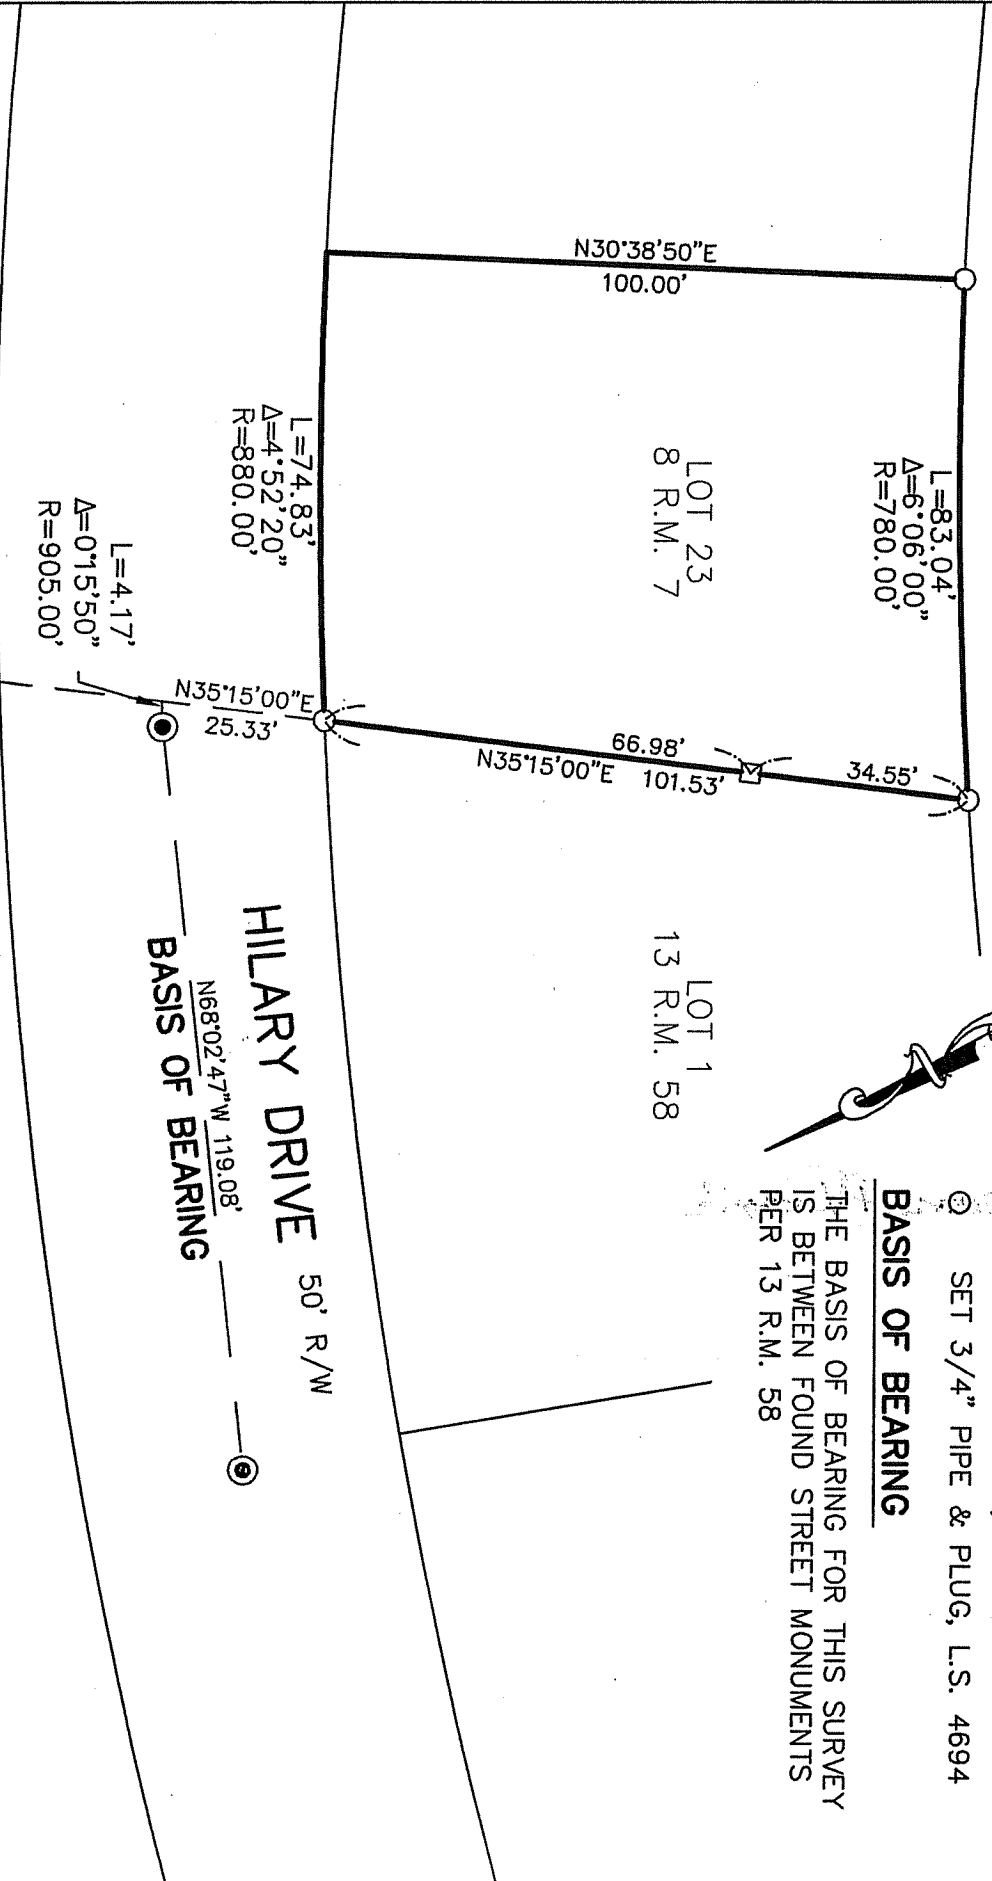 SET 3/4" PIPE & PLUG, L.S. 4694
BASIS OF BEARING
THE BASIS OF BEARING FOR THIS SURVEY
IS BETWEEN FOUND STREET MONUMENTS
PER 13 R.M. 58
N30°38'50"E
100.00'
L=83.04'
Δ=6°06'00"
R=780.00'
LOT 23
8 R.M. 7
L=74.83'
Δ=4°52'20"
R=880.00'
L=4.17'
Δ=0°15'50"
R=905.00'
N35°15'00"E
25.33'
66.98'
N35°15'00"E 101.53'
34.55'
LOT 1
13 R.M. 58
HILARY DRIVE 50' R/W
N68°02'47"W 119.08'
BASIS OF BEARING